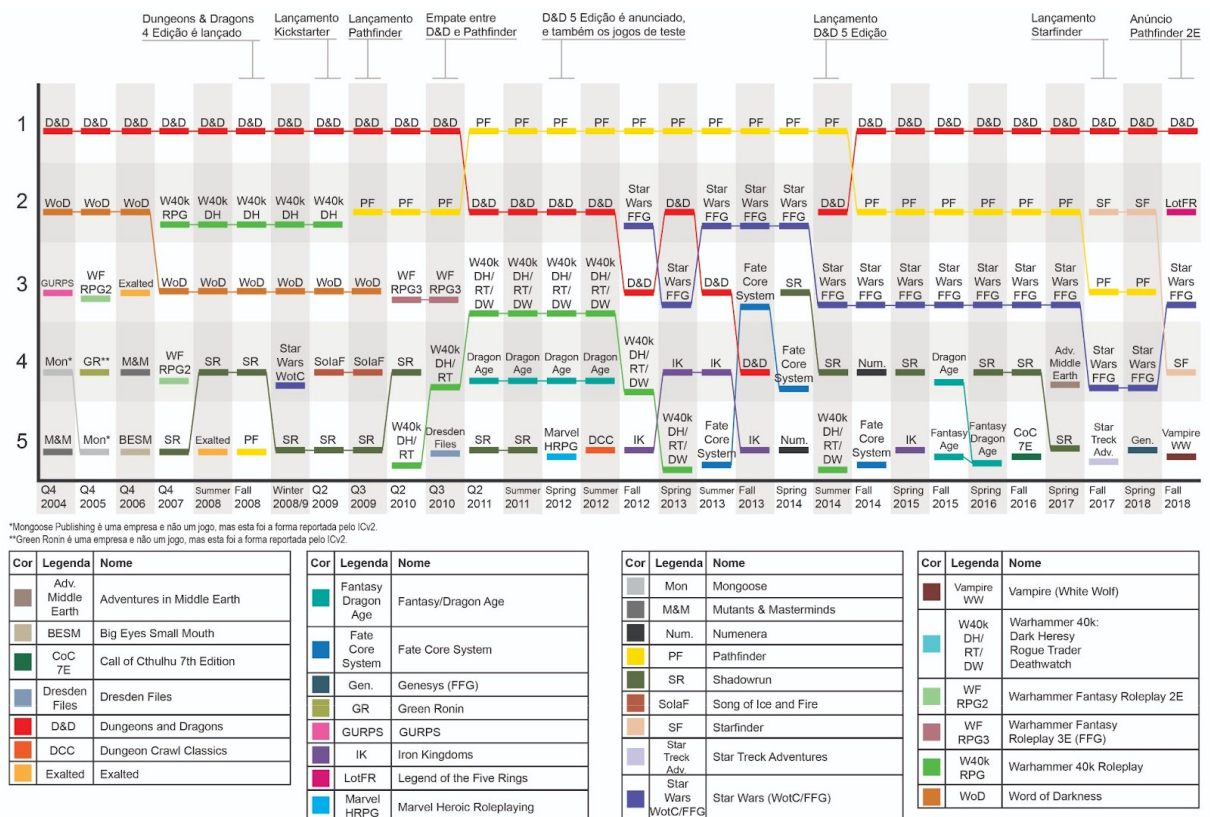 Dungeons & Dragons
4 Edição é lançado
Lançamento
Kickstarter
Lançamento
Pathfinder
Empate entre
D&D e Pathfinder
D&D 5 Edição é anunciado,
e também os jogos de teste
Lançamento
D&D 5 Edição
Lançamento
Starfinder
Anúncio
Pathfinder 2E
1
D&D D&D D&D D&D D&D D&D D&D D&D D&D D&D D&D PF PF PF PF PF PF PF PF PF PF D&D D&D D&D D&D D&D D&D D&D D&D D&D
2
WoD
WoD
WoD
W40k
RPG
W40k
DH
W40k
DH
W40k
DH
W40k
DH
PF
PF
PF
D&D
D&D
D&D
D&D
Star
Wars
FFG
D&D
Star
Wars
FFG
Star
Wars
FFG
Star
Wars
FFG
D&D
PF
PF
PF
PF
PF
PF
SF
SF
LotFR
3
GURPS
WF
RPG2
Exalted
WoD
WoD
WoD
WoD
WoD
WoD
WF
RPG3
WF
RPG3
W40k
DH/
RT/
DW
W40k
DH/
RT/
DW
W40k
DH/
RT/
DW
W40k
DH/
RT/
DW
D&D
Star
Wars
FFG
D&D
Fate
Core
System
SR
Star
Wars
FFG
Star
Wars
FFG
Star
Wars
FFG
Star
Wars
FFG
Star
Wars
FFG
Star
Wars
FFG
Star
Wars
FFG
PF
PF
Star
Wars
FFG
4
Mon*
GR**
M&M
WF
RPG2
SR
SR
Star
Wars
WotC
SoIaF
SoIaF
SR
W40k
DH/
RT
Dragon
Age
Dragon
Age
Dragon
Age
Dragon
Age
W40k
DH/
RT/
DW
IK
IK
D&D
Fate
Core
System
SR
Num.
SR
Dragon
Age
SR
SR
Adv.
Middle
Earth
Star
Wars
FFG
Star
Wars
FFG
SF
5
M&M
Mon*
BESM
SR
Exalted
PF
SR
SR
SR
W40k
DH/
RT
Dresden
Files
SR
SR
Marvel
HRPG
DCC
IK
W40k
DH/
RT/
DW
Fate
Core
System
IK
Num.
W40k
DH/
RT/
DW
Fate
Core
System
IK
Fantasy
Age
Fantasy
Dragon
Age
CoC
7E
SR
Star
Treck
Adv.
Gen.
Vampire
WW
Q4 Q4 Q4 Q4 Summer Fall Winter Q2 Q3 Q2 Q3 Q2 Summer Spring Summer Fall Spring Summer Fall Spring Summer Fall Spring Fall Spring Fall Spring Fall Spring Fall
2004 2005 2006 2007 2008 2008 2008/9 2009 2009 2010 2010 2011 2011 2012 2012 2012 2013 2013 2013 2014 2014 2014 2015 2015 2016 2016 2017 2017 2018 2018
*Mongoose Publishing é uma empresa e não um jogo, mas esta foi a forma reportada pelo ICv2.
**Green Ronin é uma empresa e não um jogo, mas esta foi a forma reportada pelo ICv2.
Cor Legenda Nome
Adv.
Middle
Earth
Adventures in Middle Earth
BESM Big Eyes Small Mouth
CoC
7E
Call of Cthulhu 7th Edition
Dresden
Files
Dresden Files
D&D Dungeons and Dragons
DCC Dungeon Crawl Classics
Exalted Exalted
Cor Legenda Nome
Fantasy
Dragon
Age
Fantasy/Dragon Age
Fate
Core
System
Fate Core System
Gen. Genesys (FFG)
GR Green Ronin
GURPS GURPS
IK Iron Kingdoms
LotFR Legend of the Five Rings
Marvel
HRPG
Marvel Heroic Roleplaying
Cor Legenda Nome
Mon Mongoose
M&M Mutants & Masterminds
Num. Numenera
PF Pathfinder
SR Shadowrun
SoIaF Song of Ice and Fire
SF Starfinder
Star
Treck
Adv.
Star Treck Adventures
Star
Wars
WotC/FFG
Star Wars (WotC/FFG)
Cor Legenda Nome
Vampire
WW
Vampire (White Wolf)
W40k
DH/
RT/
DW
Warhammer 40k:
Dark Heresy
Rogue Trader
Deathwatch
WF
RPG2
Warhammer Fantasy Roleplay 2E
WF
RPG3
Warhammer Fantasy
Roleplay 3E (FFG)
W40k
RPG
Warhammer 40k Roleplay
WoD Word of Darkness